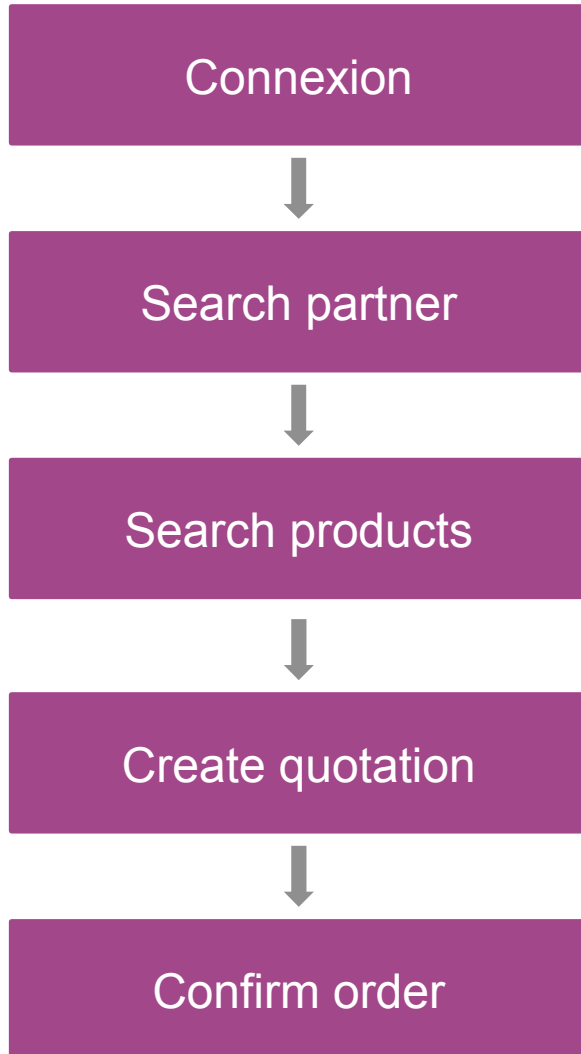 Connexion
Search partner
Search products
Create quotation
Confirm order